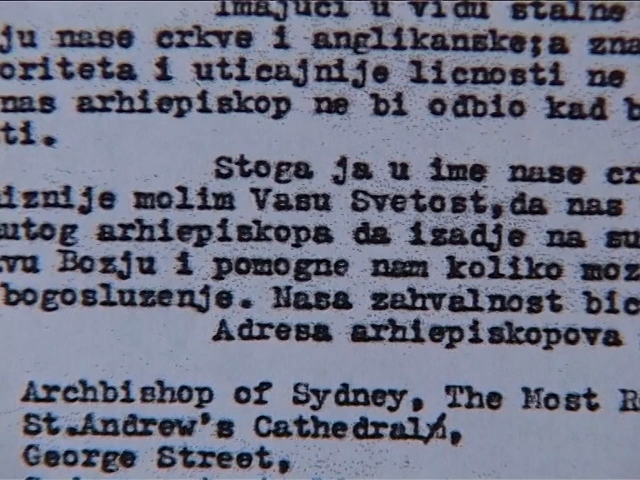 Imajuci u vidu stalne
ju nase crkve i anglikanske;a zna
oriteta i uticajnije licnosti ne
nas arhiepiskop ne bi odbio kad b
ti.
Stoga ja u ime nase cr
iznije molim Vasu Svetost,da nas
utog arhiepiskopa da izadje na su
vu Bozju i pomogne nam koliko moz
bogosluzenje. Nasa zahvalnost bic
Adresa arhiepiskopova
Archbishop of Sydney, The Most R
St.Andrew's Cathedral,
George Street,